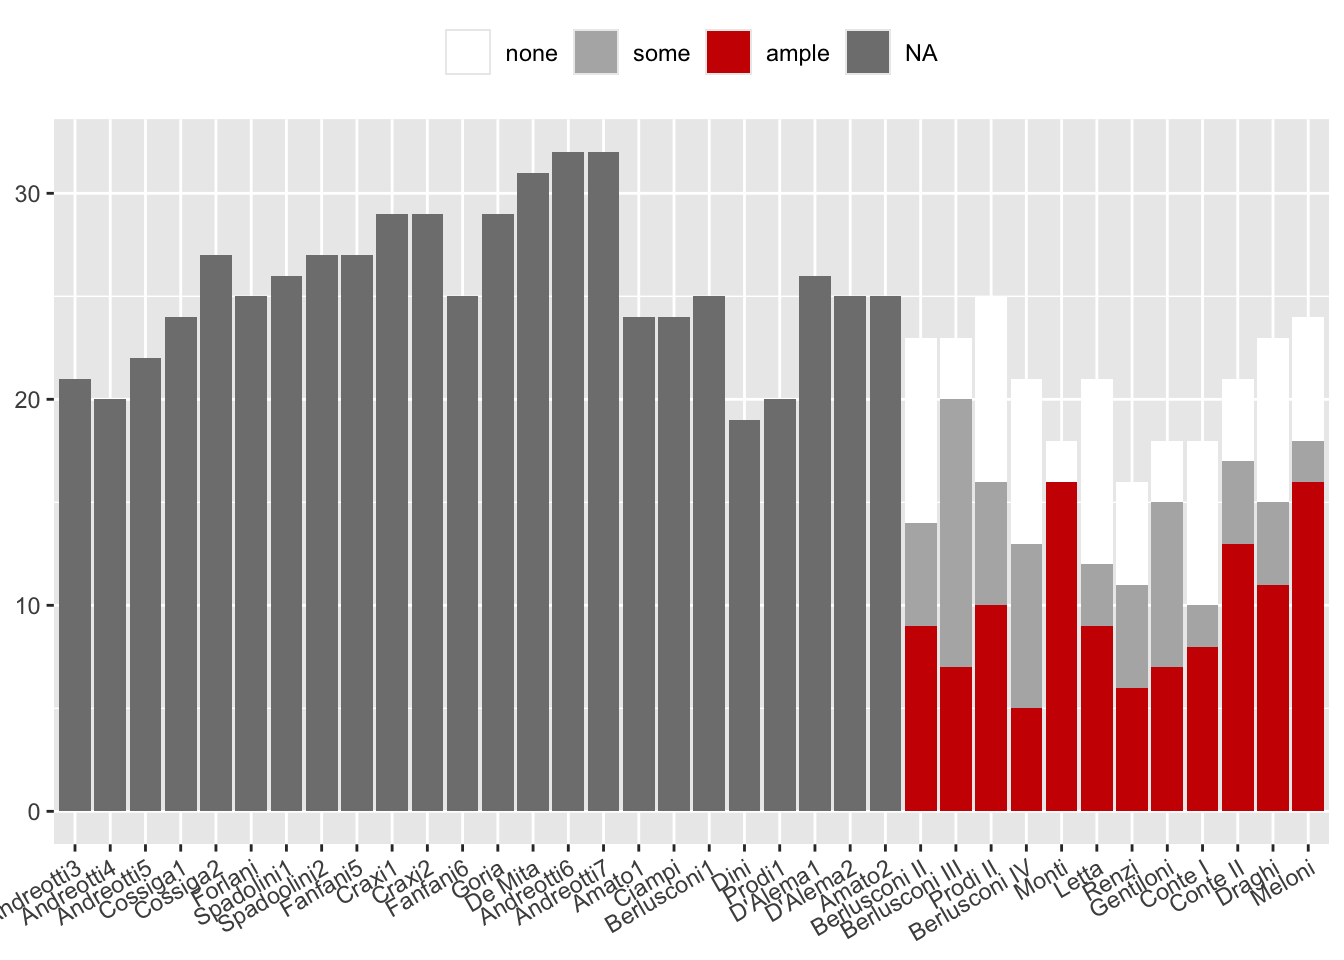 none some ample NA
30
20
10
0
ndreotti3
Andreotti4
Andreotti5
Cossiga1
Cossiga2
Forlani
Spadolini1
Spadolini2
Fanfani5
Craxi1
Craxi2
Fanfani6
Goria
De Mita
Andreotti6
Andreotti7
Amato1
Ciampi
Berlusconi1
Dini
Prodi1
D'Alema1
D'Alema2
Amato2
Berlusconi II
Berlusconi III
Prodi II
Berlusconi IV
Monti
Letta
Renzi
Gentiloni
Conte I
Conte II
Draghi
Meloni